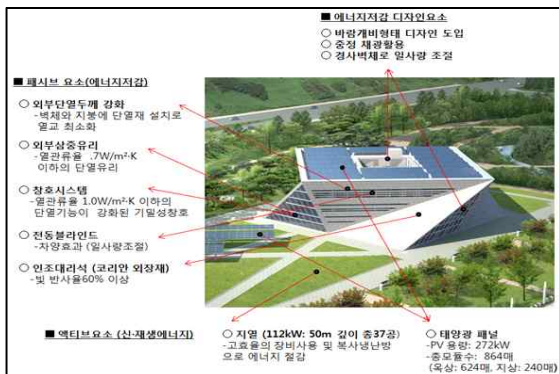 ■ 에너지저감 디자인요소
○ 바람개비형태 디자인 도입
○ 중정 채광활용
○ 경사벽체로 일사량 조절
■ 패시브 요소(에너지저감)
○ 외부단열두께 강화
-벽체와 지붕에 단열재 설치로
열교 최소화
○ 외부삼중유리
-열관류율 .7W/m²·K
이하의 단열유리
○ 창호시스템
-열관류율 1.0W/m²·K 이하의
단열기능이 강화된 기밀성창호
○ 전동블라인드
-차양효과 (일사량조절)
○ 인조대리석 (코리안 외장재)
-빛 반사율60% 이상
■ 액티브요소 (신·재생에너지)
○ 지열 (112kW: 50m 깊이 총37공)
-고효율의 장비사용 및 복사냉난방
으로 에너지 절감
○ 태양광 패널
-PV 용량: 272kW
-총모듈수: 864매
(옥상: 624매, 지상: 240매)